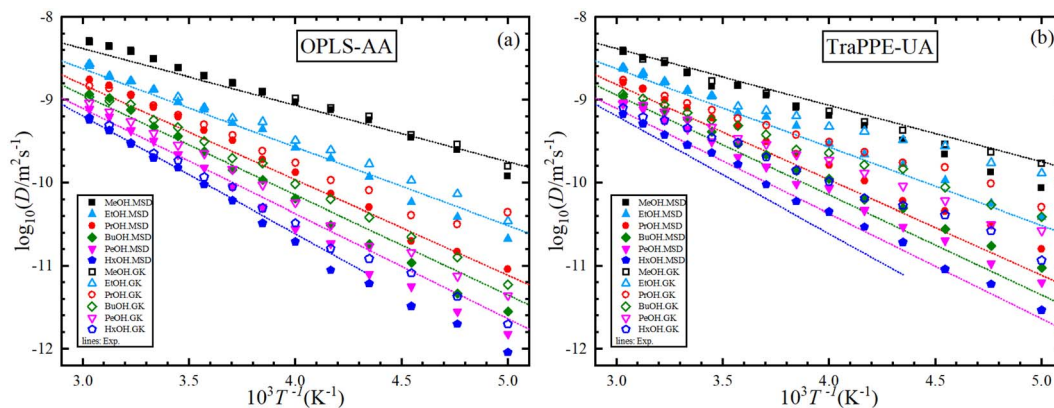 OPLS-AA
(a)
-8
-9
-10
-11
-12
log₁₀(D/(m² s⁻¹)
MeOH.MSD
EtOH.MSD
PrOH.MSD
BuOH.MSD
PeOH.MSD
HxOH.MSD
MeOH.GK
EtOH.GK
PrOH.GK
BuOH.GK
PeOH.GK
HxOH.GK
lines: Exp.
3.0 3.5 4.0 4.5 5.0
10³T⁻¹/(K⁻¹)
TraPPE-UA
(b)
-8
-9
-10
-11
-12
log₁₀(D/(m² s⁻¹)
MeOH.MSD
EtOH.MSD
PrOH.MSD
BuOH.MSD
PeOH.MSD
HxOH.MSD
MeOH.GK
EtOH.GK
PrOH.GK
BuOH.GK
PeOH.GK
HxOH.GK
lines: Exp.
3.0 3.5 4.0 4.5 5.0
10³T⁻¹/(K⁻¹)